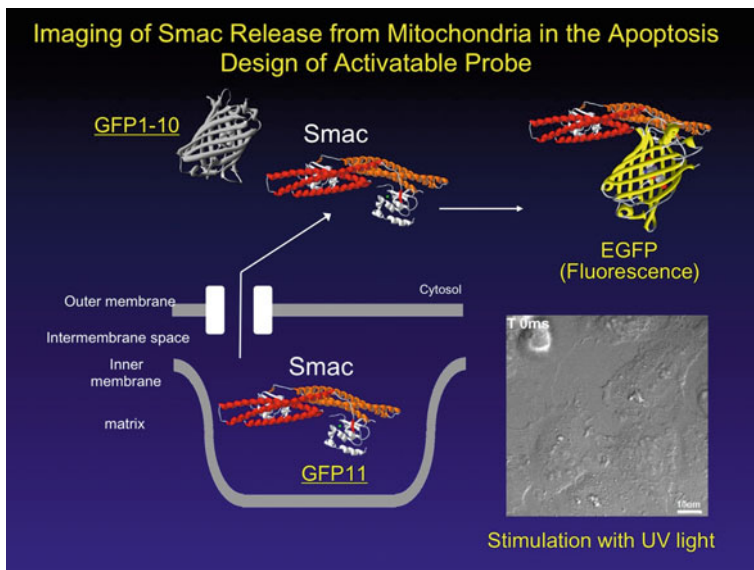 Imaging of Smac Release from Mitochondria in the Apoptosis
Design of Activatable Probe
GFP1-10
Smac
EGFP
(Fluorescence)
Outer membrane
Cytosol
Intermembrane space
Inner
membrane
Smac
matrix
GFP11
T 0ms
10um
Stimulation with UV light